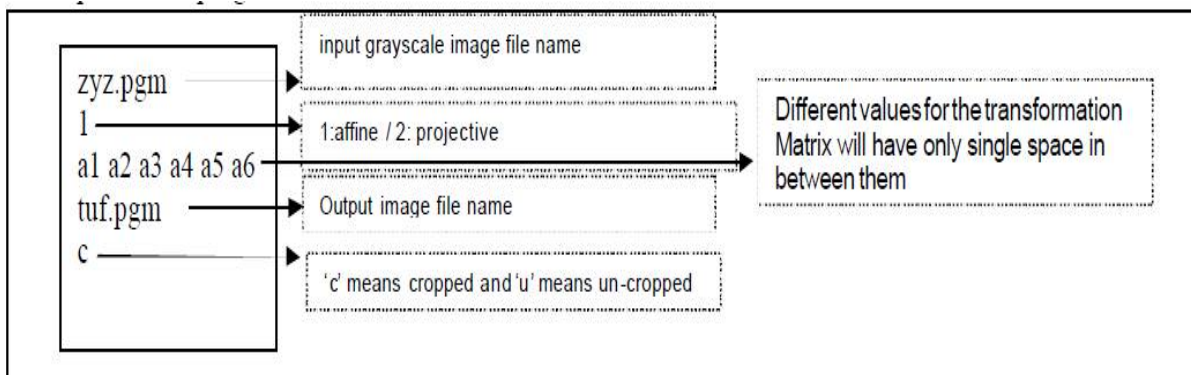 zyz.pgm
1
a1 a2 a3 a4 a5 a6
tuf.pgm
c
input grayscale image file name
1:affine / 2: projective
Output image file name
‘c’ means cropped and ‘u’ means un-cropped
Different values for the transformation
Matrix will have only single space in
between them